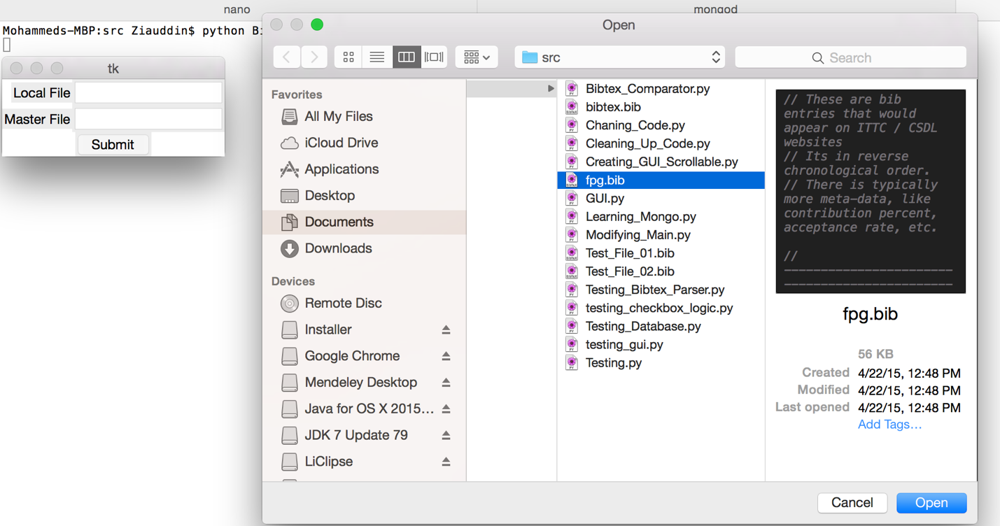 nano
mongod
Mohammeds-MBP:src Ziauddin$ python Bi
tk
Local File
Master File
Submit
Open
src
Search
Favorites
All My Files
iCloud Drive
Applications
Desktop
Documents
Downloads
Devices
Remote Disc
Installer
Google Chrome
Mendeley Desktop
Java for OS X 2015...
JDK 7 Update 79
LiClipse
Bibtex_Comparator.py
bibtex.bib
Chaning_Code.py
Cleaning_Up_Code.py
Creating_GUI_Scrollable.py
fpg.bib
GUI.py
Learning_Mongo.py
Modifying_Main.py
Test_File_01.bib
Test_File_02.bib
Testing_Bibtex_Parser.py
testing_checkbox_logic.py
Testing_Database.py
testing_gui.py
Testing.py
// These are bib
entries that would
appear on ITTC / CSDL
websites
// Its in reverse
chronological order.
// There is typically
more meta-data, like
contribution percent,
acceptance rate, etc.
//
fpg.bib
56 KB
Created 4/22/15, 12:48 PM
Modified 4/22/15, 12:48 PM
Last opened 4/22/15, 12:48 PM
Add Tags...
Cancel
Open